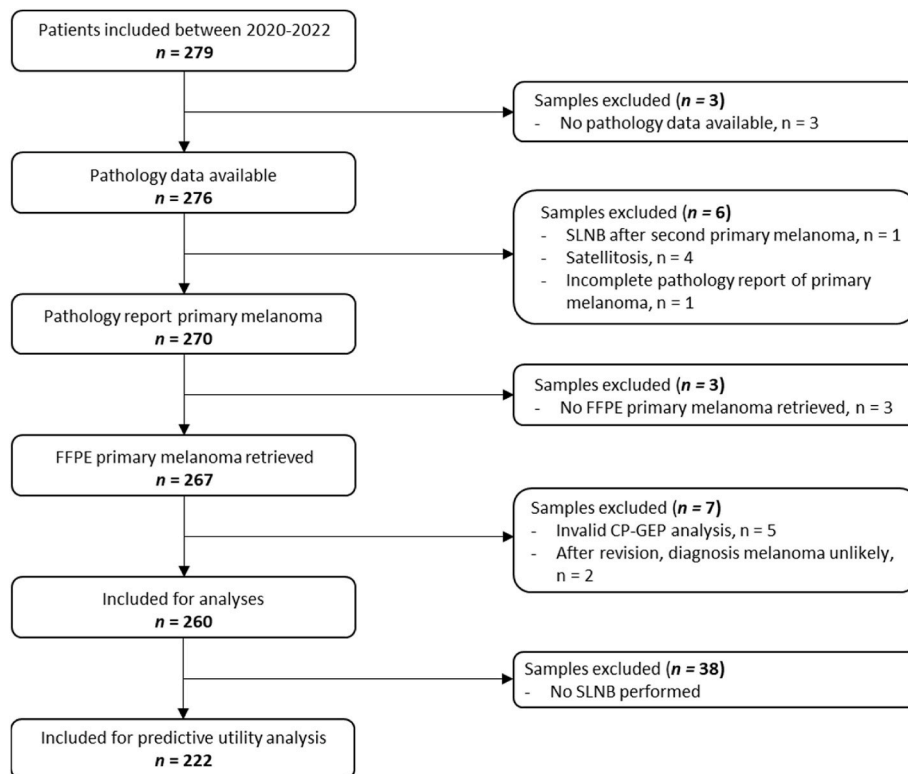 Patients included between 2020-2022
n = 279
Samples excluded (n = 3)
- No pathology data available, n = 3
Pathology data available
n = 276
Samples excluded (n = 6)
- SLNB after second primary melanoma, n = 1
- Satellitosis, n = 4
- Incomplete pathology report of primary
melanoma, n = 1
Pathology report primary melanoma
n = 270
Samples excluded (n = 3)
- No FFPE primary melanoma retrieved, n = 3
FFPE primary melanoma retrieved
n = 267
Samples excluded (n = 7)
- Invalid CP-GEP analysis, n = 5
- After revision, diagnosis melanoma unlikely,
n = 2
Included for analyses
n = 260
Samples excluded (n = 38)
- No SLNB performed
Included for predictive utility analysis
n = 222